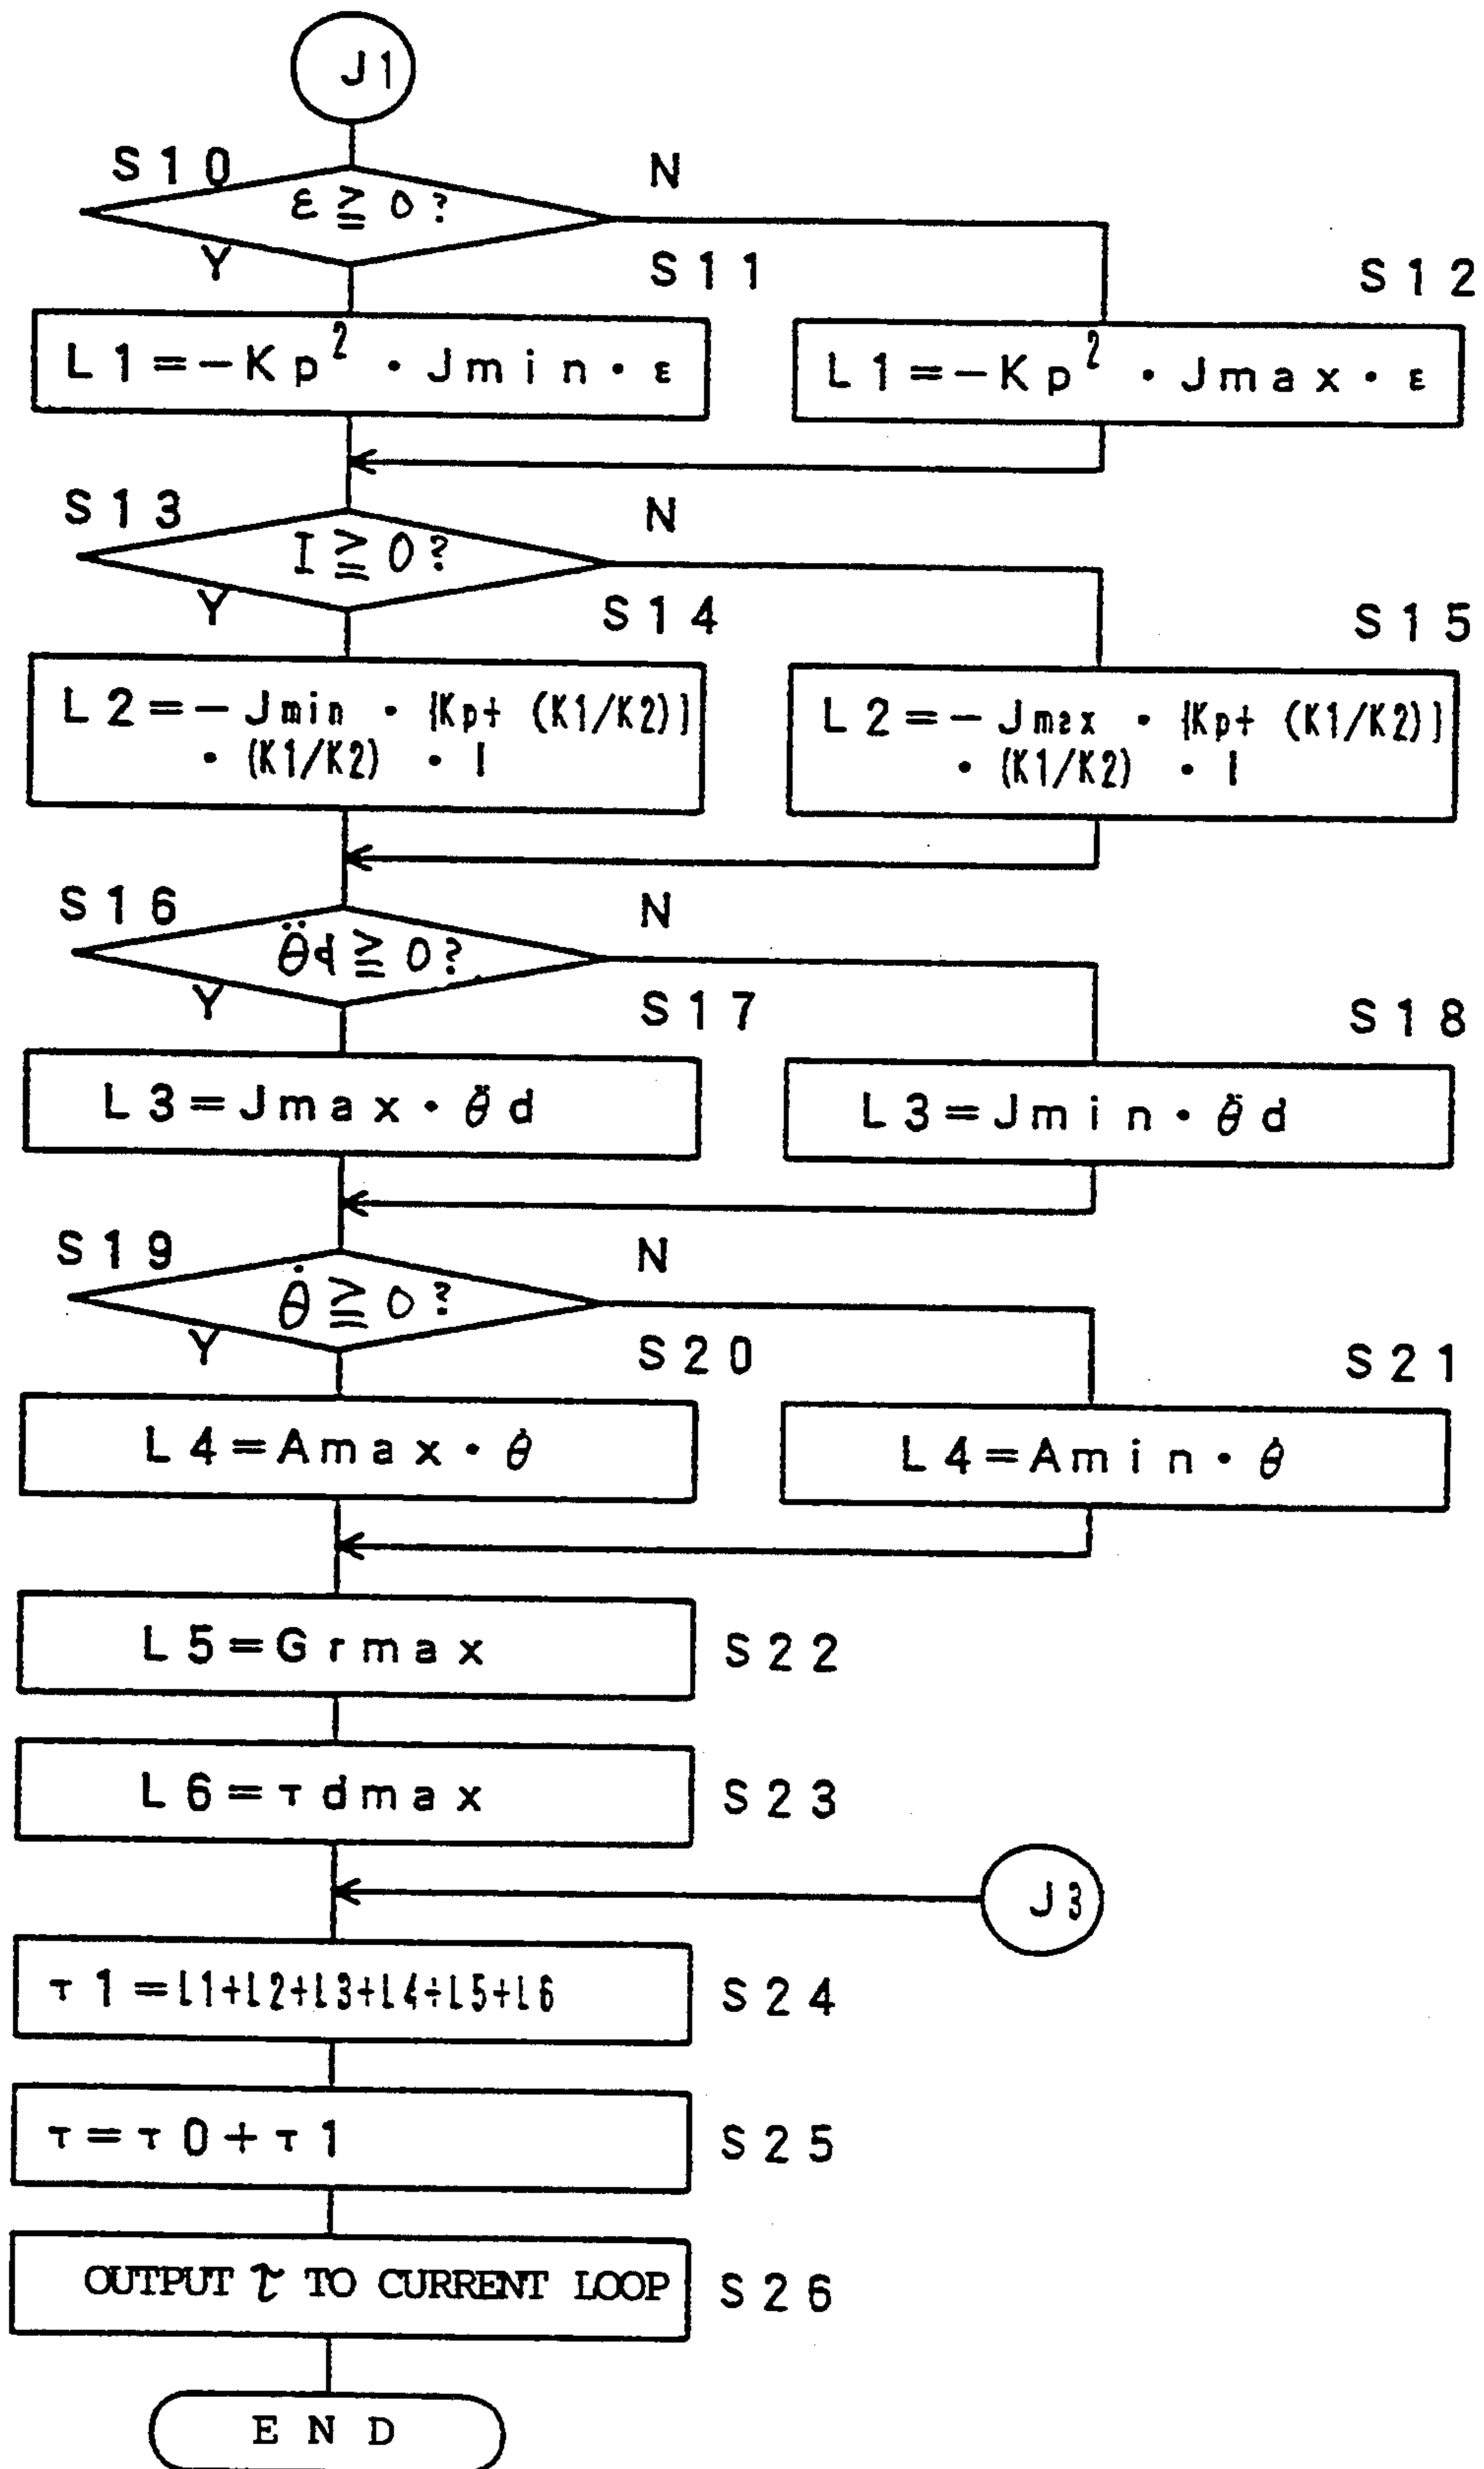 J1
S10
ε ≧ 0?
N
Y
S11
S12
L1=-Kp² · Jmin · ε
L1=-Kp² · Jmax · ε
S13
I ≧ 0?
N
Y
S14
S15
L2=-Jmin · {Kp+ (K1/K2)}
· (K1/K2) · I
L2=-Jmax · {Kp+ (K1/K2)}
· (K1/K2) · I
S16
θ̈d ≧ 0?
N
Y
S17
S18
L3=Jmax · θ̈d
L3=Jmin · θ̈d
S19
θ̇ ≧ 0?
N
Y
S20
S21
L4=Amax · θ̇
L4=Amin · θ̇
L5=Grmax
S22
L6=τdmax
S23
J3
τ1=L1+L2+L3+L4+L5+L6
S24
τ=τ0+τ1
S25
OUTPUT τ TO CURRENT LOOP
S26
END